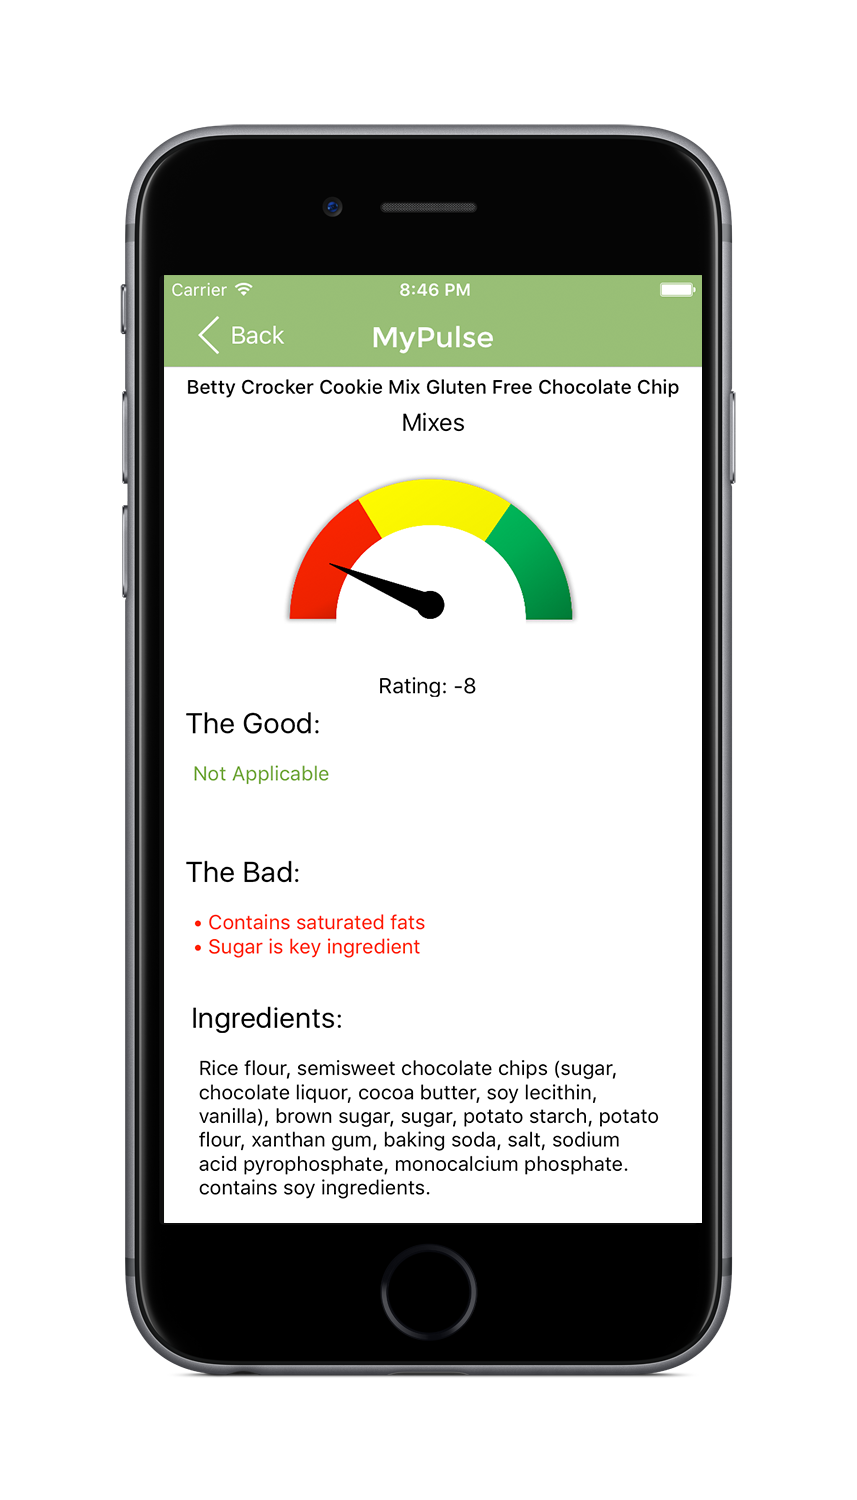 Carrier 8:46 PM
Back MyPulse
Betty Crocker Cookie Mix Gluten Free Chocolate Chip
Mixes
Rating: -8
The Good:
Not Applicable
The Bad:
• Contains saturated fats
• Sugar is key ingredient
Ingredients:
Rice flour, semisweet chocolate chips (sugar,
chocolate liquor, cocoa butter, soy lecithin,
vanilla), brown sugar, sugar, potato starch, potato
flour, xanthan gum, baking soda, salt, sodium
acid pyrophosphate, monocalcium phosphate.
contains soy ingredients.